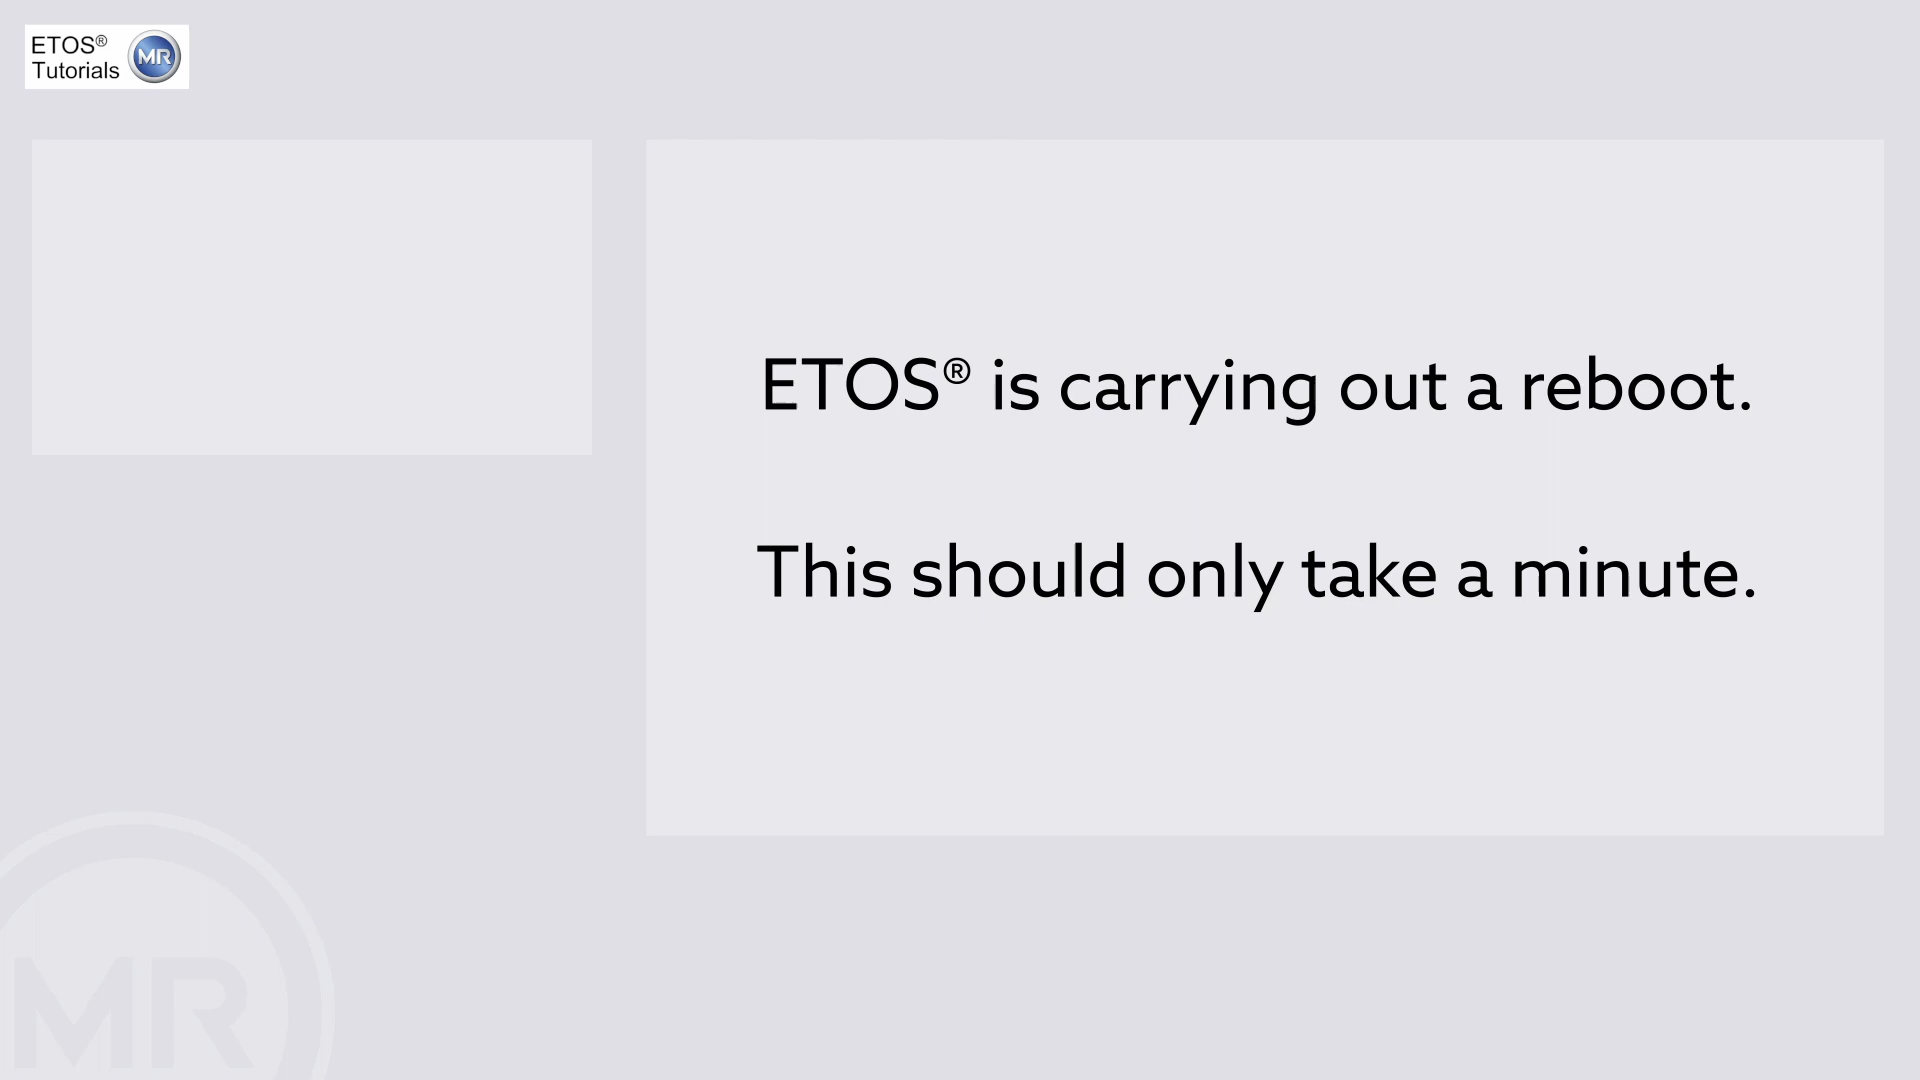 ETOS®
Tutorials
MR
ETOS® is carrying out a reboot.
This should only take a minute.
MR